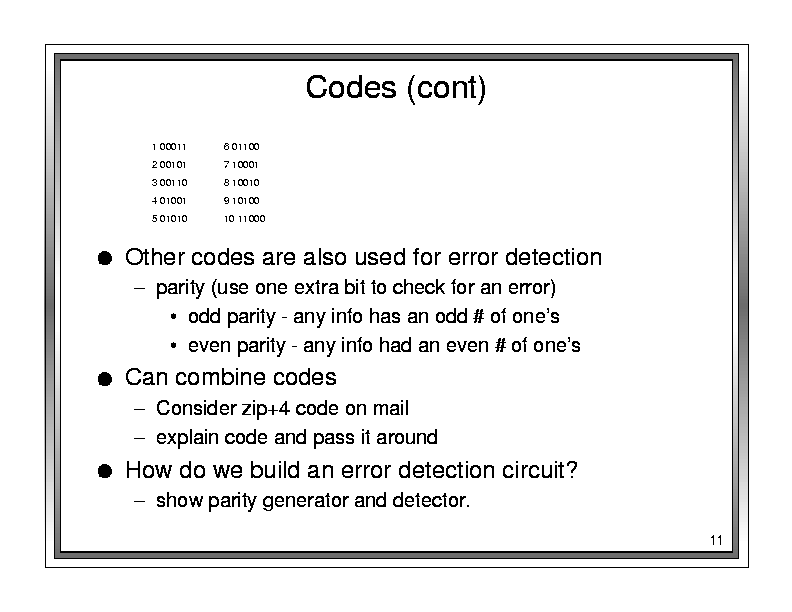 Codes (cont)
1 00011 6 01100
2 00101 7 10001
3 00110 8 10010
4 01001 9 10100
5 01010 10 11000
● Other codes are also used for error detection
– parity (use one extra bit to check for an error)
• odd parity - any info has an odd # of one's
• even parity - any info had an even # of one's
● Can combine codes
– Consider zip+4 code on mail
– explain code and pass it around
● How do we build an error detection circuit?
– show parity generator and detector.
11